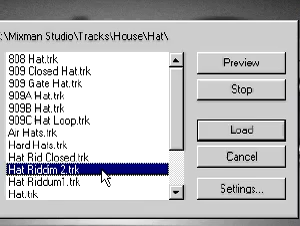 :\Mixman Studio\Tracks\House\Hat\
808 Hat.trk
909 Closed Hat.trk
909 Gate Hat.trk
909A Hat.trk
909B Hat.trk
909C Hat Loop.trk
Air Hats.trk
Hard Hats.trk
Hat Rid Closed.trk
Hat Riddim 2.trk
Hat Riddum1.trk
Hat.trk
Preview
Stop
Load
Cancel
Settings...